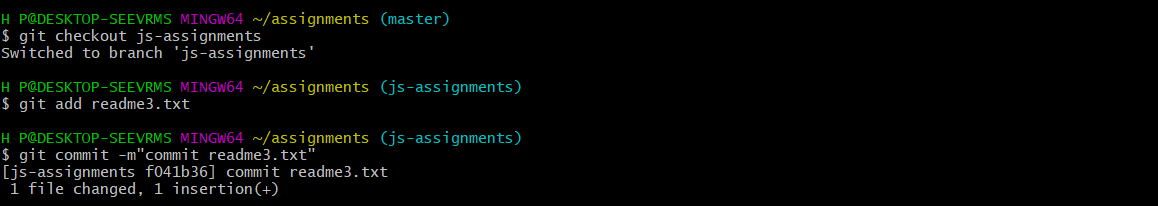 H P@DESKTOP-SEEVRMS MINGW64 ~/assignments (master)
$ git checkout js-assignments
Switched to branch 'js-assignments'
H P@DESKTOP-SEEVRMS MINGW64 ~/assignments (js-assignments)
$ git add readme3.txt
H P@DESKTOP-SEEVRMS MINGW64 ~/assignments (js-assignments)
$ git commit -m"commit readme3.txt"
[js-assignments f041b36] commit readme3.txt
 1 file changed, 1 insertion(+)